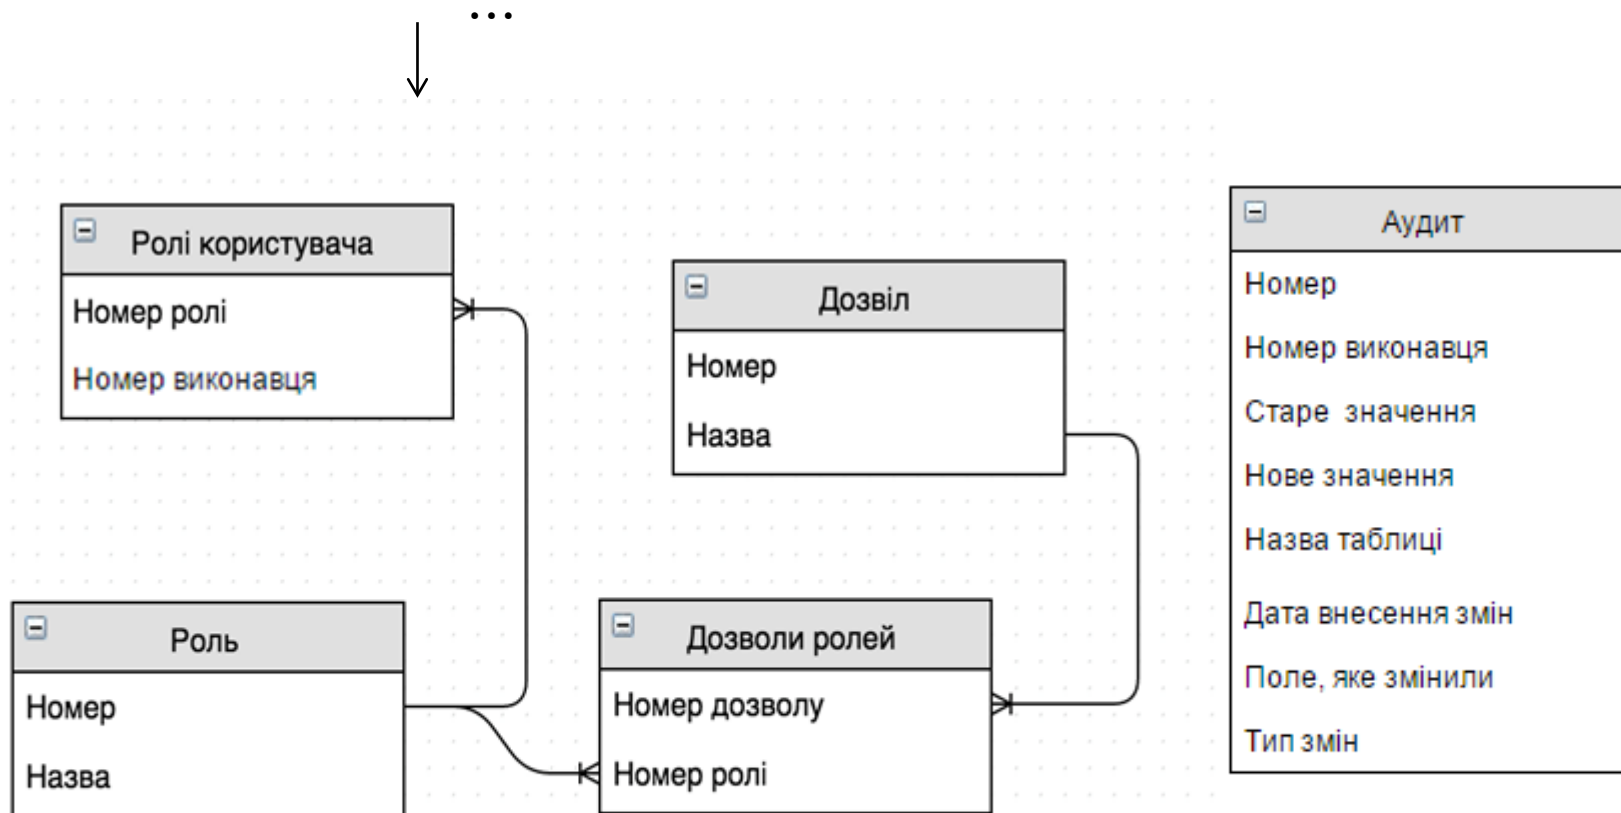 ...
Ролі користувача
Номер ролі
Номер виконавця
Дозвіл
Номер
Назва
Роль
Номер
Назва
Дозволи ролей
Номер дозволу
Номер ролі
Аудит
Номер
Номер виконавця
Старе значення
Нове значення
Назва таблиці
Дата внесення змін
Поле, яке змінили
Тип змін